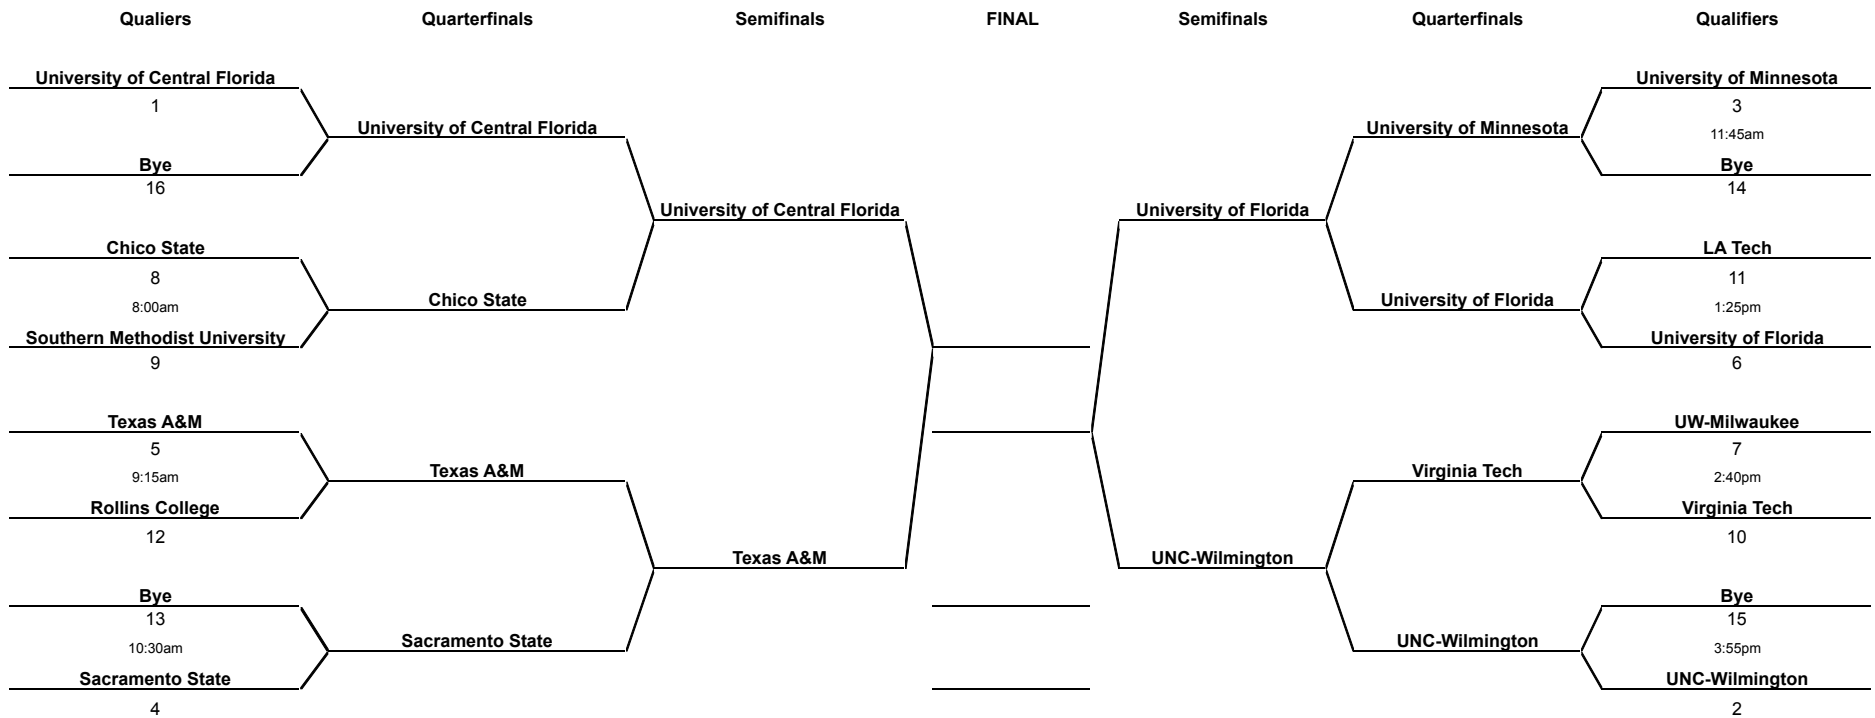 Qualiers
Quarterfinals
Semifinals
FINAL
Semifinals
Quarterfinals
Qualifiers
University of Central Florida
1
Bye
16
Chico State
8
8:00am
Southern Methodist University
9
Texas A&M
5
9:15am
Rollins College
12
Bye
13
10:30am
Sacramento State
4
University of Central Florida
Chico State
Texas A&M
Sacramento State
University of Central Florida
Texas A&M
University of Florida
UNC-Wilmington
University of Minnesota
University of Florida
Virginia Tech
UNC-Wilmington
University of Minnesota
3
11:45am
Bye
14
LA Tech
11
1:25pm
University of Florida
6
UW-Milwaukee
7
2:40pm
Virginia Tech
10
Bye
15
3:55pm
UNC-Wilmington
2